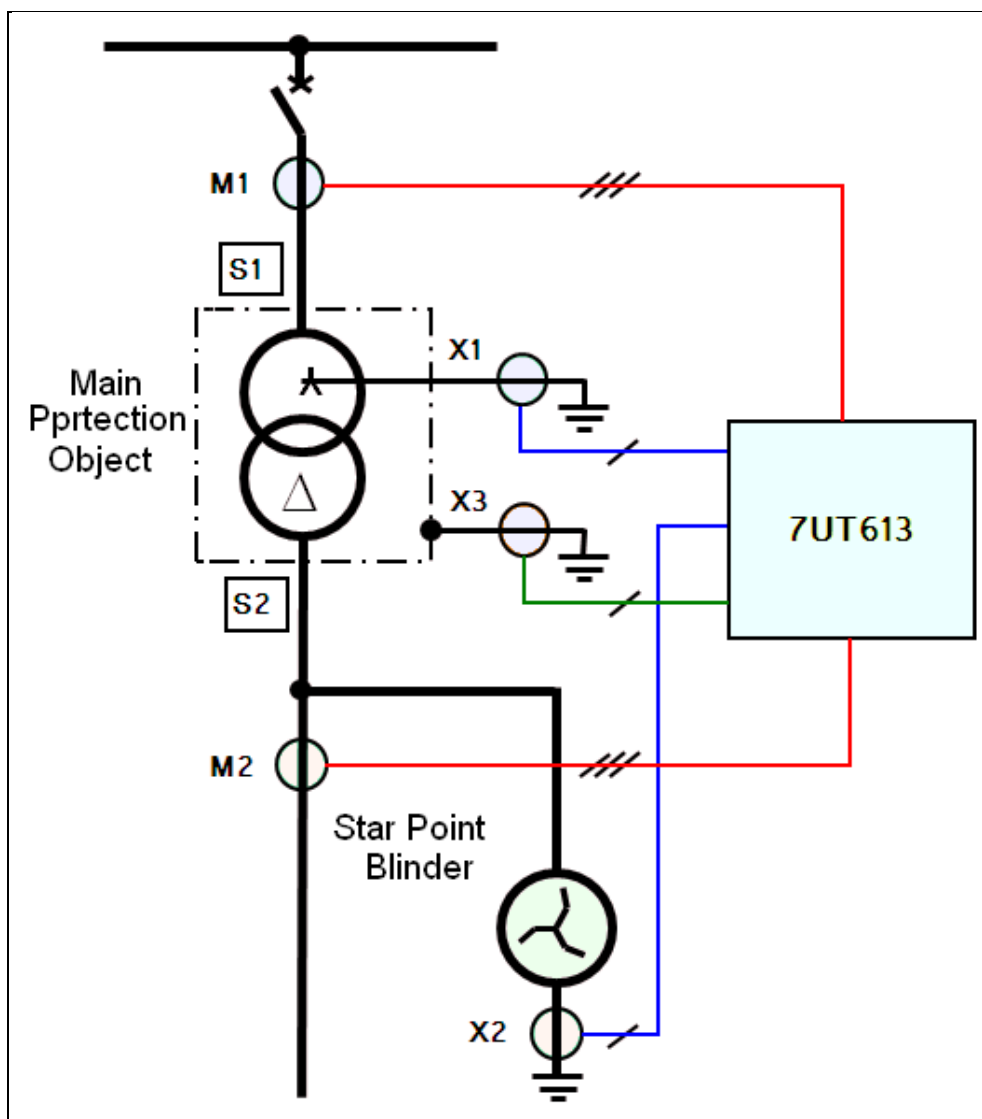 M1
S1
X1
Main
Pprtection
Object
X3
7UT613
S2
M2
Star Point
Blinder
X2